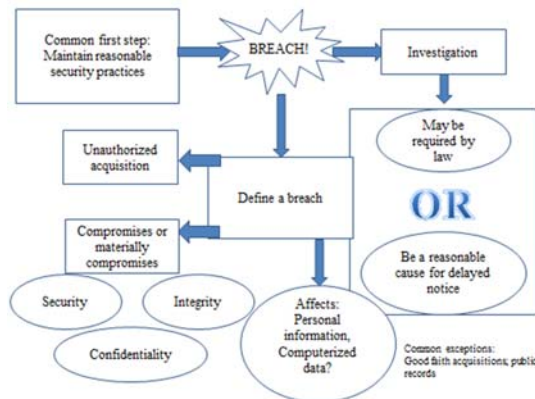 Common first step:
Maintain reasonable
security practices
BREACH!
Investigation
Unauthorized
acquisition
Define a breach
May be
required by
law
OR
Compromises or
materially
compromises
Be a reasonable
cause for delayed
notice
Security
Integrity
Confidentiality
Affects:
Personal
information,
Computerized
data?
Common exceptions:
Good faith acquisitions; public
records